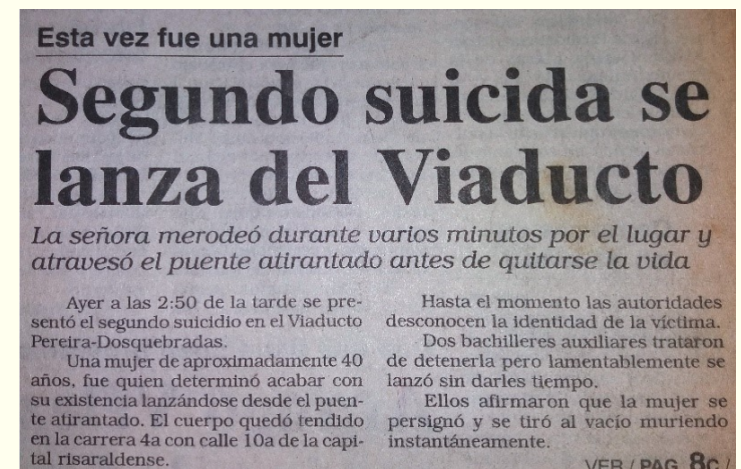 Esta vez fue una mujer
Segundo suicida se
lanza del Viaducto
La señora merodeó durante varios minutos por el lugar y
atravesó el puente atirantado antes de quitarse la vida
Ayer a las 2:50 de la tarde se pre-
sentó el segundo suicidio en el Viaducto
Pereira-Dosquebradas.
Una mujer de aproximadamente 40
años, fue quien determinó acabar con
su existencia lanzándose desde el puen-
te atirantado. El cuerpo quedó tendido
en la carrera 4a con calle 10a de la capi-
tal risaraldense.
Hasta el momento las autoridades
desconocen la identidad de la víctima.
Dos bachilleres auxiliares trataron
de detenerla pero lamentablemente se
lanzó sin darles tiempo.
Ellos afirmaron que la mujer se
persignó y se tiró al vacío muriendo
instantáneamente.
VER / PAG. 8C /